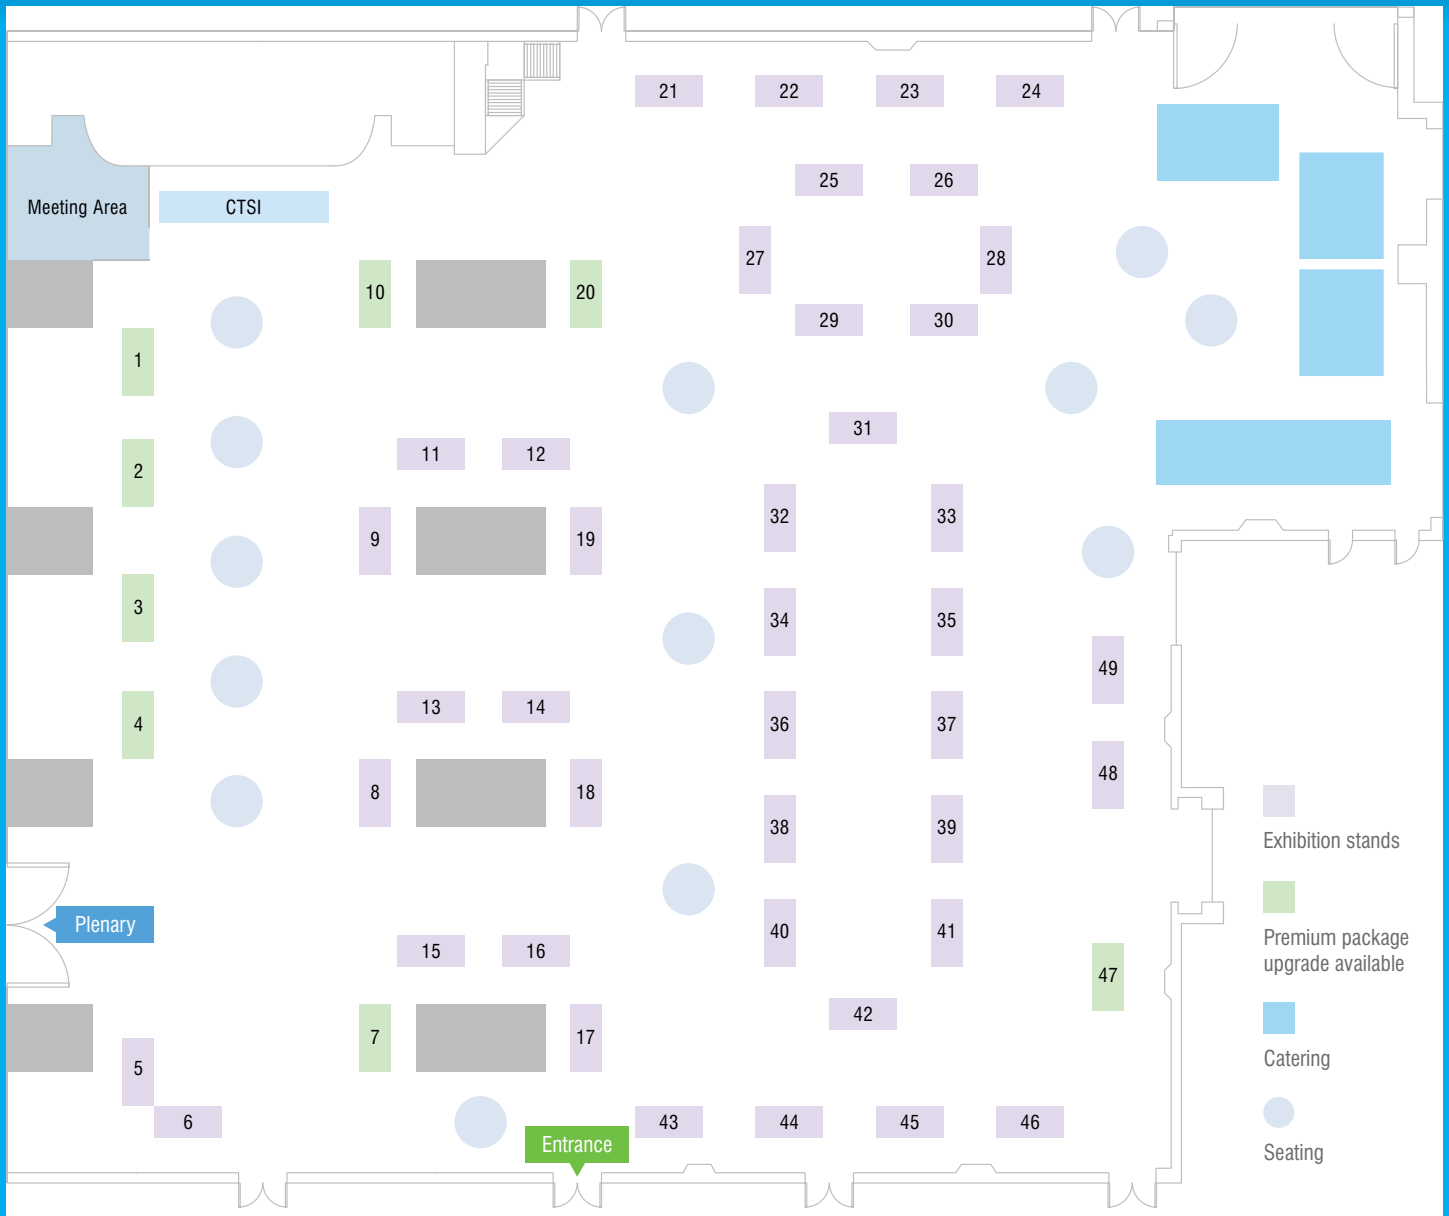 21 22 23 24
25 26
Meeting Area CTSI
27 28
10 20
29 30
1
31
11 12
2
32 33
9 19
3
34 35
49
13 14
4 36 37
48
8 18
38 39
Exhibition stands
Plenary
40 41
Premium package
15 16
upgrade available
47
42
7 17
Catering
5
6 43 44 45 46
Entrance
Seating